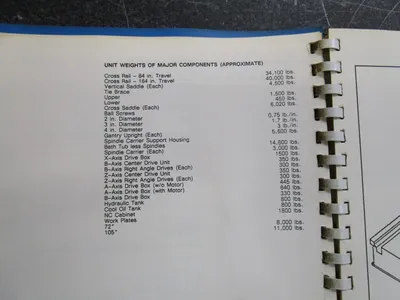 UNIT WEIGHTS OF MAJOR COMPONENTS (APPROXIMATE)
Cross Rail - 84 in. Travel 34,100 lbs.
Cross Rail - 164 in. Travel 40,000 lbs.
Vertical Saddle (Each) 4,600 lbs.
Tie Brace
Upper 1,600 lbs.
Lower 450 lbs.
Cross Saddle (Each) 6,020 lbs.
Ball Screws
2 in. Diameter 0.75 lb./in.
3 in. Diameter 1.7 lb./in.
4 in. Diameter 3 lb./in.
Gantry Upright (Each) 5,600 lbs.
Spindle Carrier Support Housing 14,800 lbs.
Bath Tub less Spindles 3,000 lbs.
Spindle Carrier (Each) 1500 lbs.
X-Axis Drive Box 350 lbs.
B-Axis Center Drive Unit 300 lbs.
B-Axis Right Angle Drives (Each) 350 lbs.
Z-Axis Center Drive Unit 350 lbs.
Z-Axis Right Angle Drives (Each) 300 lbs.
A-Axis Drive Box (w/o Motor) 445 lbs.
A-Axis Drive Box (with Motor) 640 lbs.
B-Axis Drive Box 330 lbs.
Hydraulic Tank 800 lbs.
Cool Oil Tank 800 lbs.
NC Cabinet 1800 lbs.
Work Plates
72" 8,000 lbs.
105" 11,000 lbs.